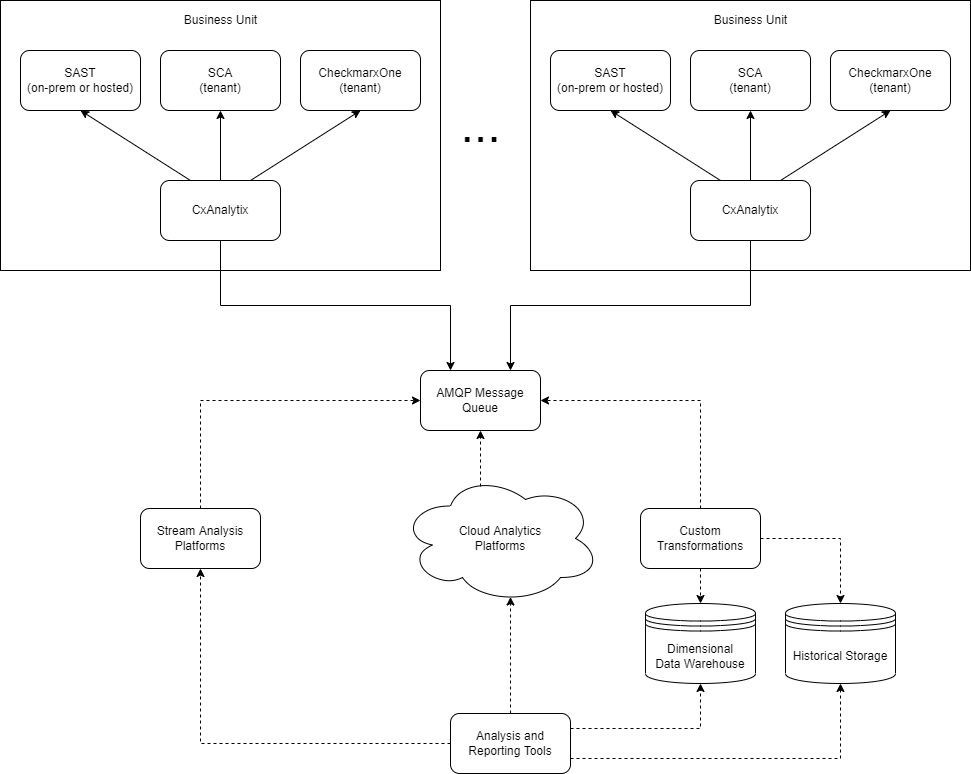 Business Unit
SAST
(on-prem or hosted)
SCA
(tenant)
CheckmarxOne
(tenant)
CxAnalytix
...
Business Unit
SAST
(on-prem or hosted)
SCA
(tenant)
CheckmarxOne
(tenant)
CxAnalytix
AMQP Message
Queue
Stream Analysis
Platforms
Cloud Analytics
Platforms
Custom
Transformations
Dimensional
Data Warehouse
Historical Storage
Analysis and
Reporting Tools